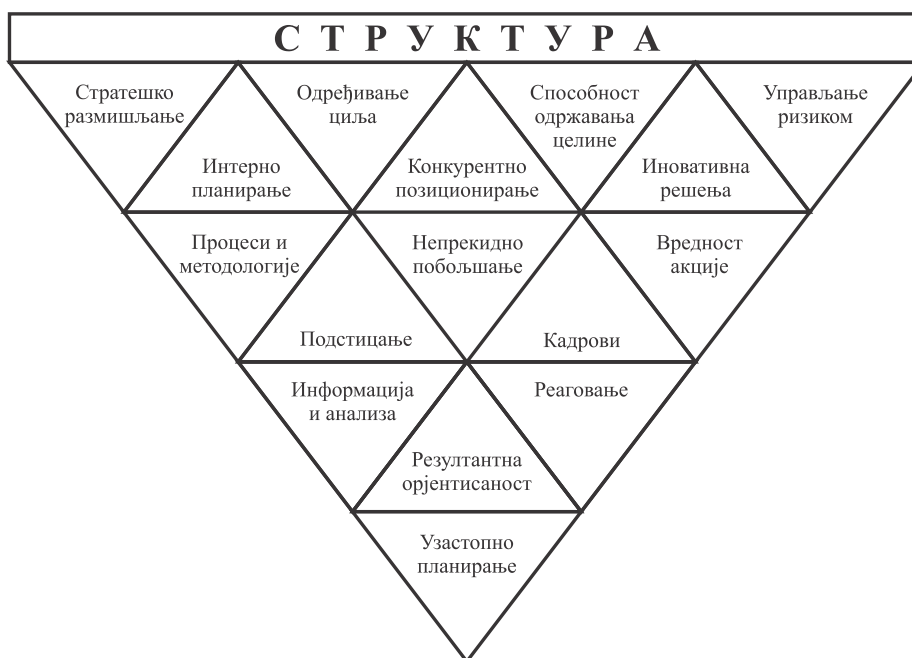 СТРУКТУРА
Стратешко
размишљање
Одређивање
циља
Способност
одржавања
целине
Управљање
ризиком
Интерно
планирање
Конкурентно
позиционирање
Иновативна
решења
Процеси и
методологије
Непрекидно
побољшање
Вредност
акције
Подстицање
Кадрови
Информација
и анализа
Реаговање
Резултантна
орјентисаност
Узастопно
планирање